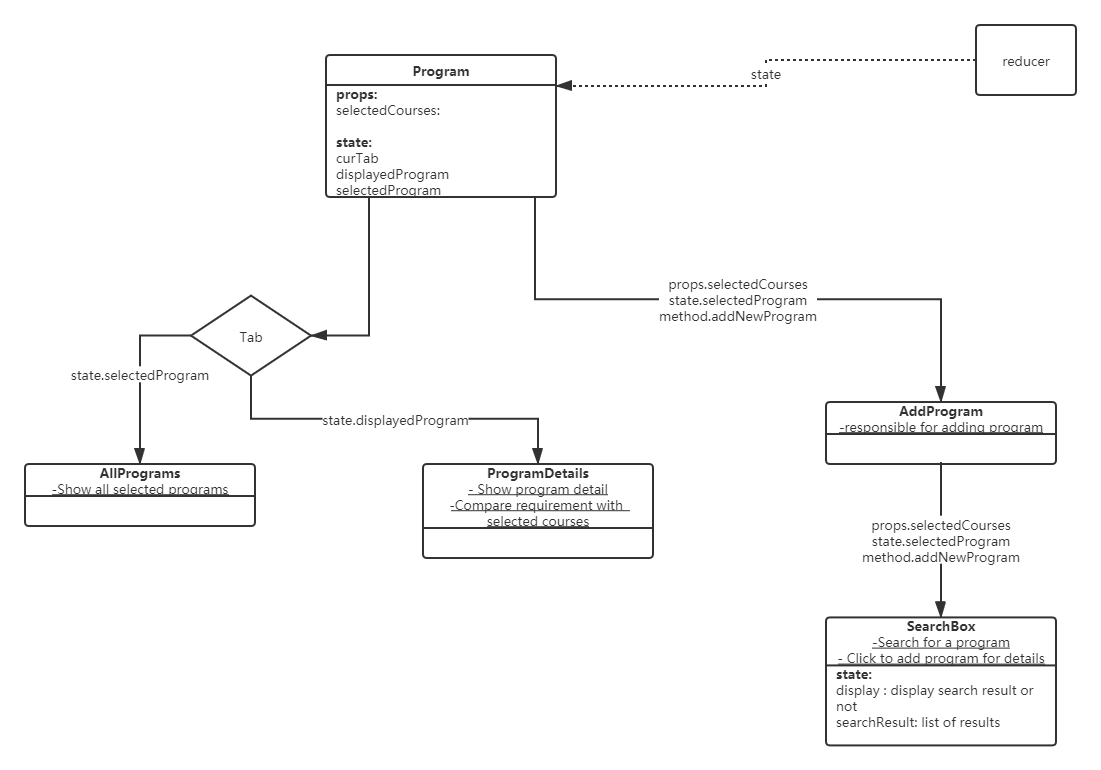 reducer
Program
state
props:
selectedCourses:
state:
curTab
displayedProgram
selectedProgram
props.selectedCourses
state.selectedProgram
method.addNewProgram
Tab
state.selectedProgram
state.displayedProgram
AddProgram
-responsible for adding program
AllPrograms
-Show all selected programs
ProgramDetails
- Show program detail
-Compare requirement with
selected courses
props.selectedCourses
state.selectedProgram
method.addNewProgram
SearchBox
-Search for a program
- Click to add program for details
state:
display : display search result or
not
searchResult: list of results